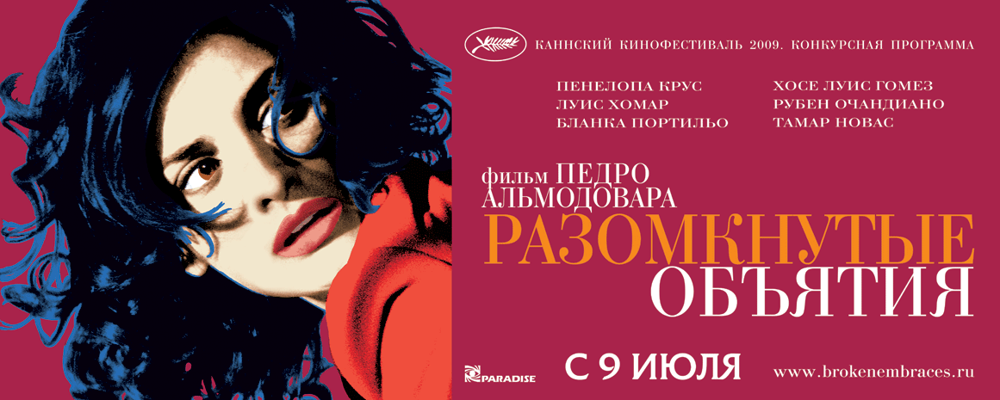 КАННСКИЙ КИНОФЕСТИВАЛЬ 2009. КОНКУРСНАЯ ПРОГРАММА
ПЕНЕЛОПА КРУС
ЛУИС ХОМАР
БЛАНКА ПОРТИЛЬО
ХОСЕ ЛУИС ГОМЕЗ
РУБЕН ОЧАНДИАНО
ТАМАР НОВАС
фильм ПЕДРО
АЛЬМОДОВАРА
РАЗОМКНУТЫЕ
ОБЪЯТИЯ
PARADISE
С 9 ИЮЛЯ
www.brokenembraces.ru